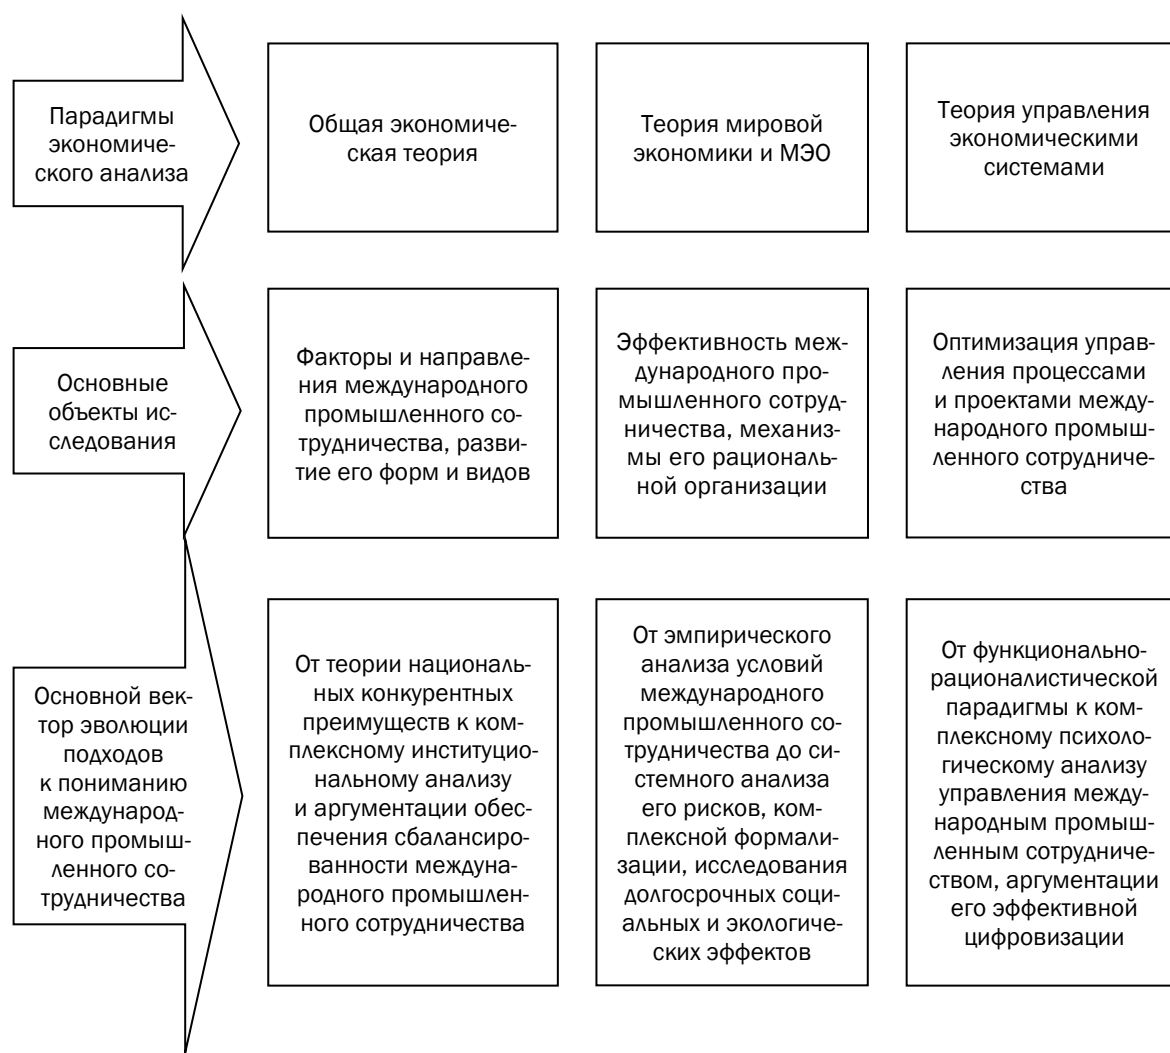 Парадигмы
экономиче-
ского анализа
Общая экономиче-
ская теория
Теория мировой
экономики и МЭО
Теория управления
экономическими
системами
Основные
объекты ис-
следования
Факторы и направле-
ния международного
промышленного со-
трудничества, разви-
тие его форм и видов
Эффективность меж-
дународного про-
мышленного сотруд-
ничества, механиз-
мы его рациональ-
ной организации
Оптимизация управ-
ления процессами
и проектами между-
народного промыш-
ленного сотрудниче-
ства
Основной век-
тор эволюции
подходов
к пониманию
международ-
ного промыш-
ленного со-
трудничества
От теории националь-
ных конкурентных
преимуществ к ком-
плексному институцио-
нальному анализу
и аргументации обес-
печения сбалансиро-
ванности междуна-
родного промышлен-
ного сотрудничества
От эмпирического
анализа условий
международного
промышленного со-
трудничества до си-
стемного анализа
его рисков, ком-
плексной формали-
зации, исследования
долгосрочных соци-
альных и экологиче-
ских эффектов
От функционально-
рационалистической
парадигмы к ком-
плексному психоло-
гическому анализу
управления между-
народным промыш-
ленным сотрудниче-
ством, аргументации
его эффективной
цифровизации